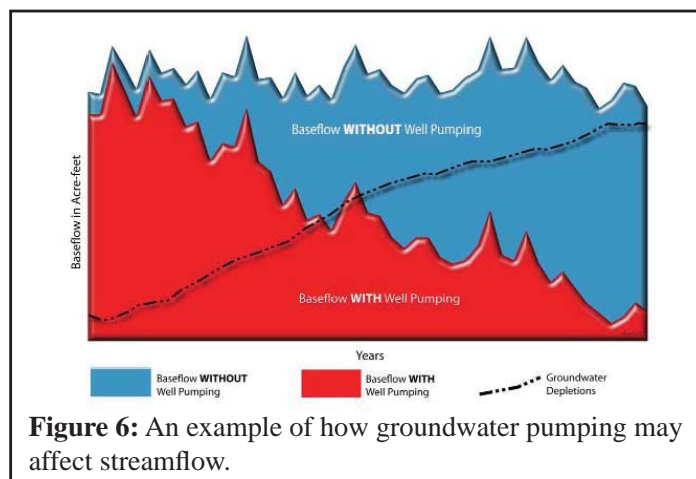 Baseflow in Acre-feet
Baseflow WITHOUT Well Pumping
Baseflow WITH Well Pumping
Years
Baseflow WITHOUT
Well Pumping
Baseflow WITH
Well Pumping
Groundwater
Depletions
Figure 6: An example of how groundwater pumping may
affect streamflow.